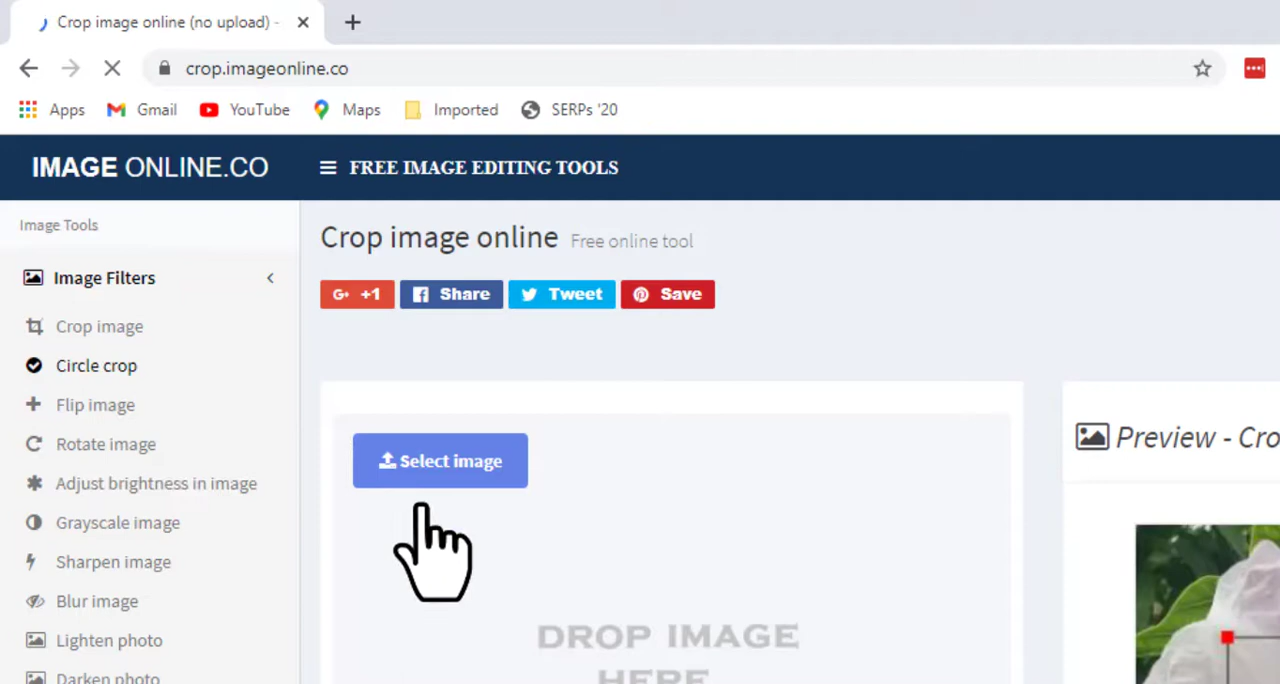 Crop image online (no upload) -
crop.imageonline.co
Apps Gmail YouTube Maps Imported SERPs '20
IMAGE ONLINE.CO FREE IMAGE EDITING TOOLS
Image Tools
Image Filters
Crop image
Circle crop
Flip image
Rotate image
Adjust brightness in image
Grayscale image
Sharpen image
Blur image
Lighten photo
Darken photo
Crop image online Free online tool
G+ +1 Share Tweet Save
Select image
DROP IMAGE
HERE
Preview - Cro